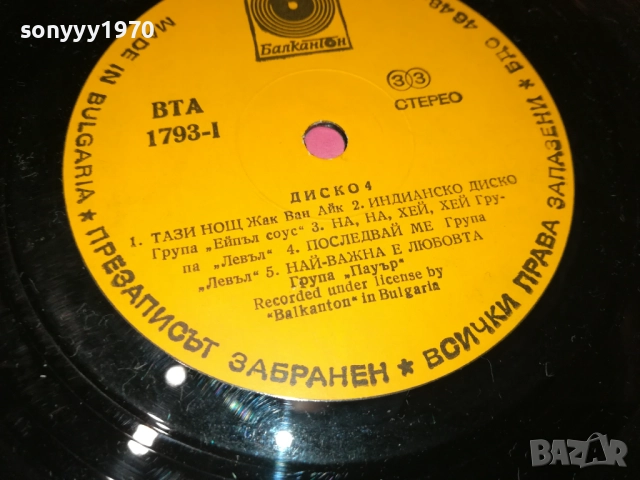 sonyyy1970
Балкантон
ВТА
1793-I
33
СТЕРЕО
ДИСКО 4
1. ТАЗИ НОЩ Жак Ван Айк 2. ИНДИАНСКО ДИСКО
Група „Ейпъл соус" 3. НА, НА, ХЕЙ, ХЕЙ Гру-
па „Левъл" 4. ПОСЛЕДВАЙ МЕ Група
„Левъл" 5. НАЙ-ВАЖНА Е ЛЮБОВТА
Група „Пауър"
Recorded under license by
"Balkanton" in Bulgaria
MADE IN BULGARIA ★ ПРЕЗАПИСЪТ ЗАБРАНЕН ★ ВСИЧКИ ПРАВА ЗАПАЗЕНИ ★ БДС 4648
BAZAR